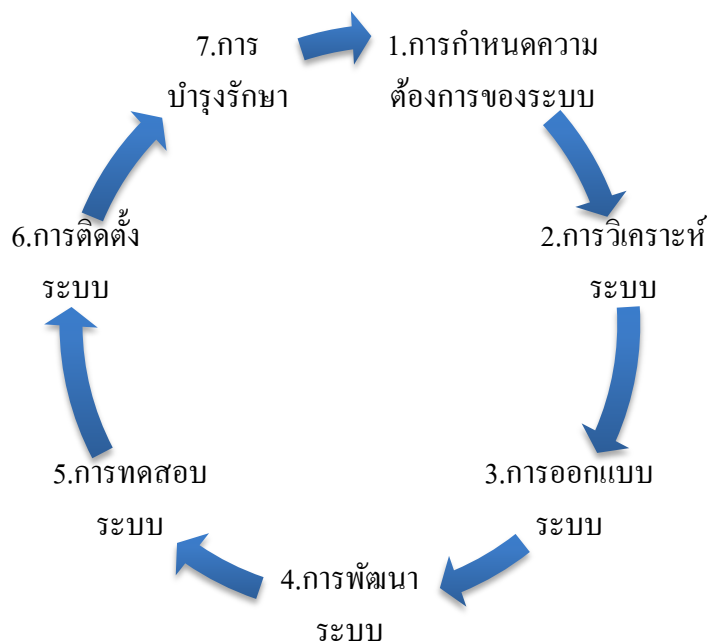 1.การกำหนดความ
ต้องการของระบบ
2.การวิเคราะห์
ระบบ
3.การออกแบบ
ระบบ
4.การพัฒนา
ระบบ
5.การทดสอบ
ระบบ
6.การติดตั้ง
ระบบ
7.การ
บำรุงรักษา